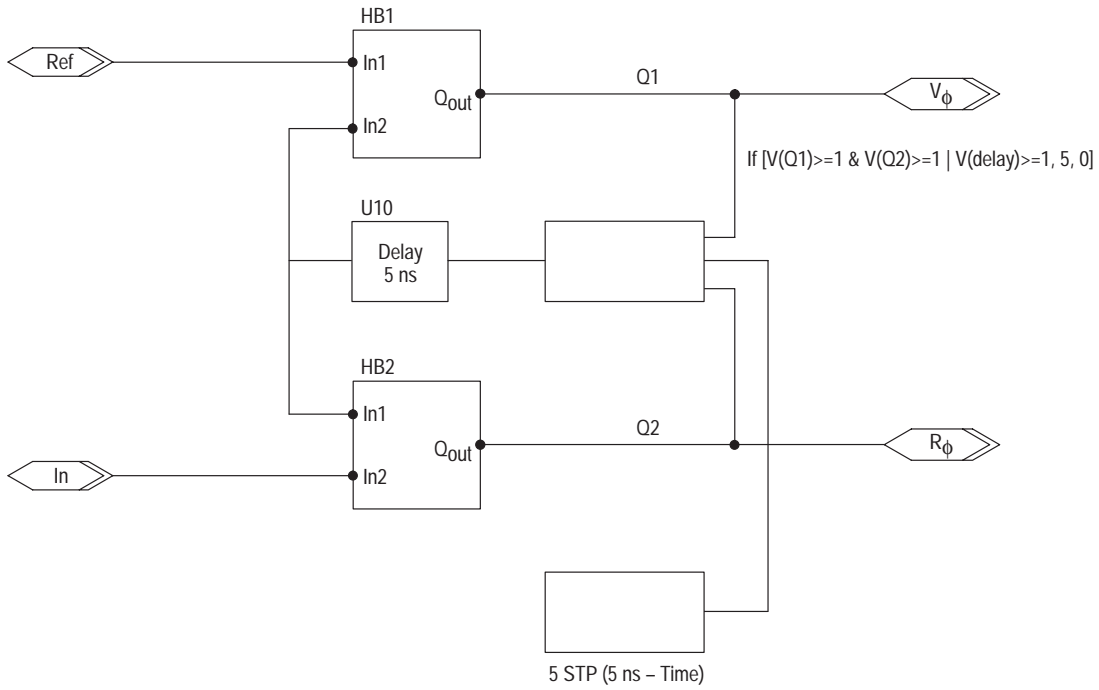 HB1
Ref
In1
Q1
Qout
Vϕ
In2
If [V(Q1)>=1 & V(Q2)>=1 | V(delay)>=1, 5, 0]
U10
Delay
5 ns
HB2
In1
Q2
Qout
Rϕ
In
In2
5 STP (5 ns – Time)